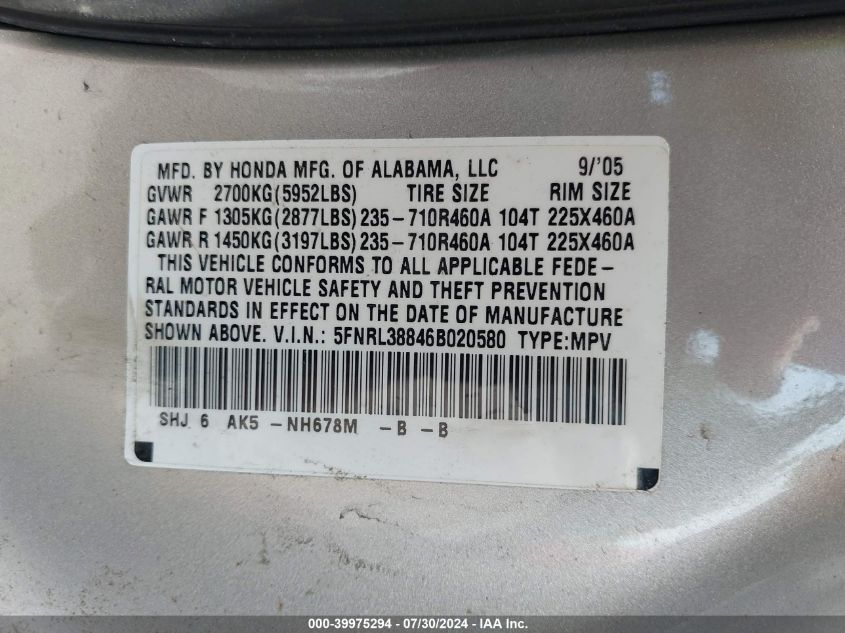 MFD. BY HONDA MFG. OF ALABAMA, LLC 9/'05
GVWR 2700KG(5952LBS) TIRE SIZE RIM SIZE
GAWR F 1305KG(2877LBS) 235-710R460A 104T 225X460A
GAWR R 1450KG(3197LBS) 235-710R460A 104T 225X460A
THIS VEHICLE CONFORMS TO ALL APPLICABLE FEDE-
RAL MOTOR VEHICLE SAFETY AND THEFT PREVENTION
STANDARDS IN EFFECT ON THE DATE OF MANUFACTURE
SHOWN ABOVE. V.I.N.: 5FNRL38846B020580 TYPE:MPV
SHJ 6 AK5 -NH678M -B -B
000-39975294 - 07/30/2024 - IAA Inc.